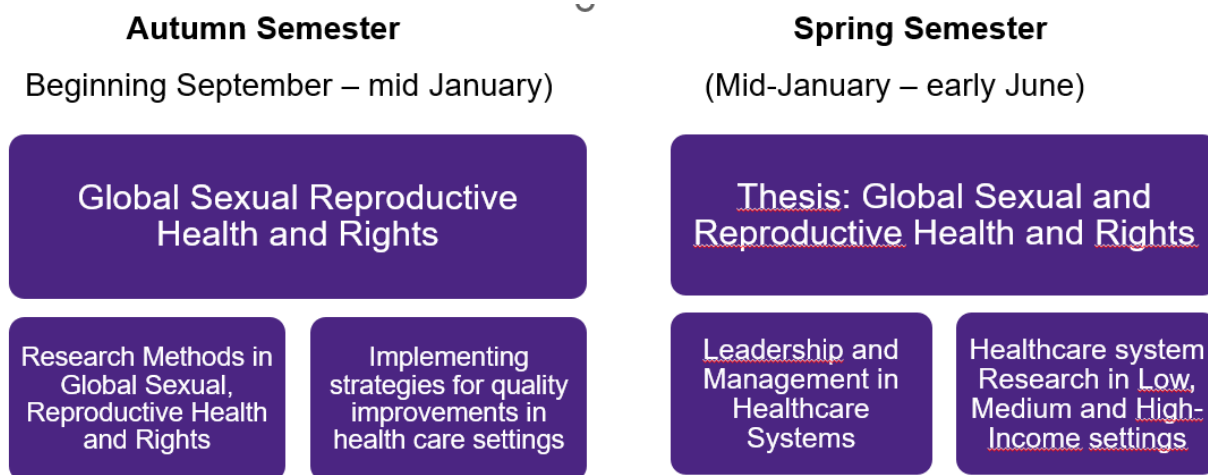 Autumn Semester
Beginning September – mid January)
Global Sexual Reproductive
Health and Rights
Research Methods in
Global Sexual,
Reproductive Health
and Rights
Implementing
strategies for quality
improvements in
health care settings
Spring Semester
(Mid-January – early June)
Thesis: Global Sexual and
Reproductive Health and Rights
Leadership and
Management in
Healthcare
Systems
Healthcare system
Research in Low,
Medium and High-
Income settings